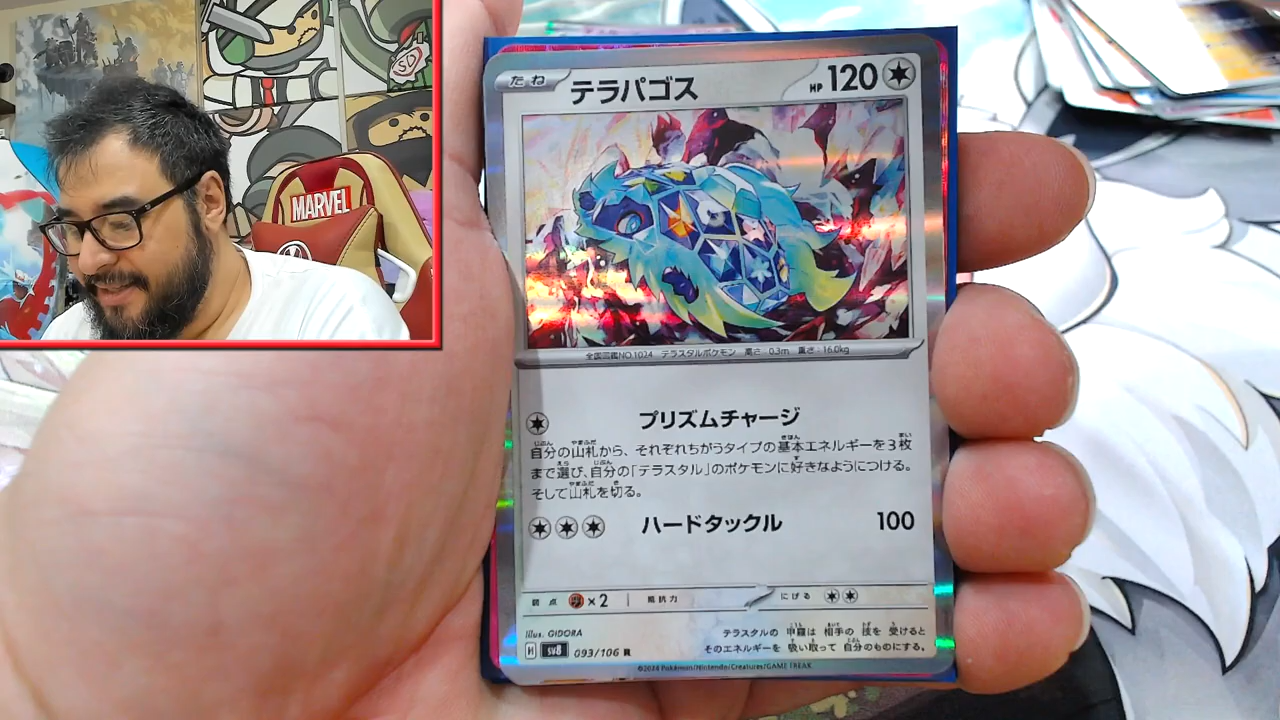 MARVEL
たね
テラパゴス
HP 120
全国図鑑NO.1024 テラスタルポケモン 高さ 0.3m 重さ:16.0kg
プリズムチャージ
自分の山札から、それぞれちがうタイプの基本エネルギーを3枚
まで選び、自分の「テラスタル」のポケモンに好きなようにつける。
そして山札を切る。
ハードタックル 100
弱点 ×2 抵抗力 にげる
Illus. GIDORA
H sv8 093/106 R
テラスタルの 甲羅は 相手の 技を 受けると
そのエネルギーを 吸い取って 自分のものにする。
©2024 Pokémon/Nintendo/Creatures/GAME FREAK